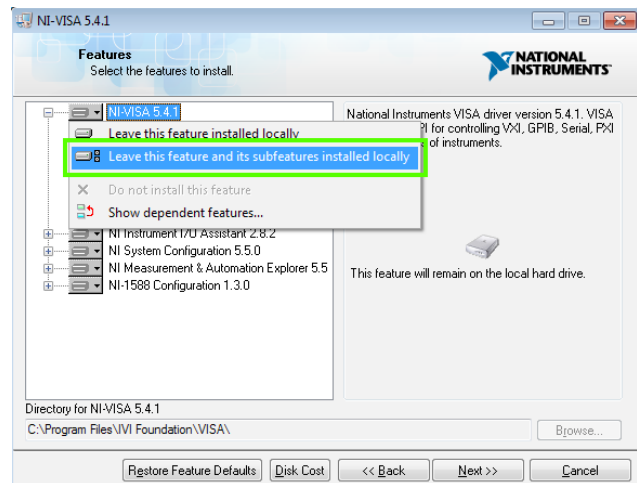 NI-VISA 5.4.1
Features
Select the features to install.
NATIONAL
INSTRUMENTS
NI-VISA 5.4.1
Leave this feature installed locally
Leave this feature and its subfeatures installed locally
Do not install this feature
Show dependent features...
NI Instrument I/O Assistant 2.8.2
NI System Configuration 5.5.0
NI Measurement & Automation Explorer 5.5
NI-1588 Configuration 1.3.0
National Instruments VISA driver version 5.4.1. VISA
for controlling VXI, GPIB, Serial, PXI
of instruments.
This feature will remain on the local hard drive.
Directory for NI-VISA 5.4.1
C:\Program Files\IVI Foundation\VISA\
Browse...
Restore Feature Defaults
Disk Cost
<< Back
Next >>
Cancel